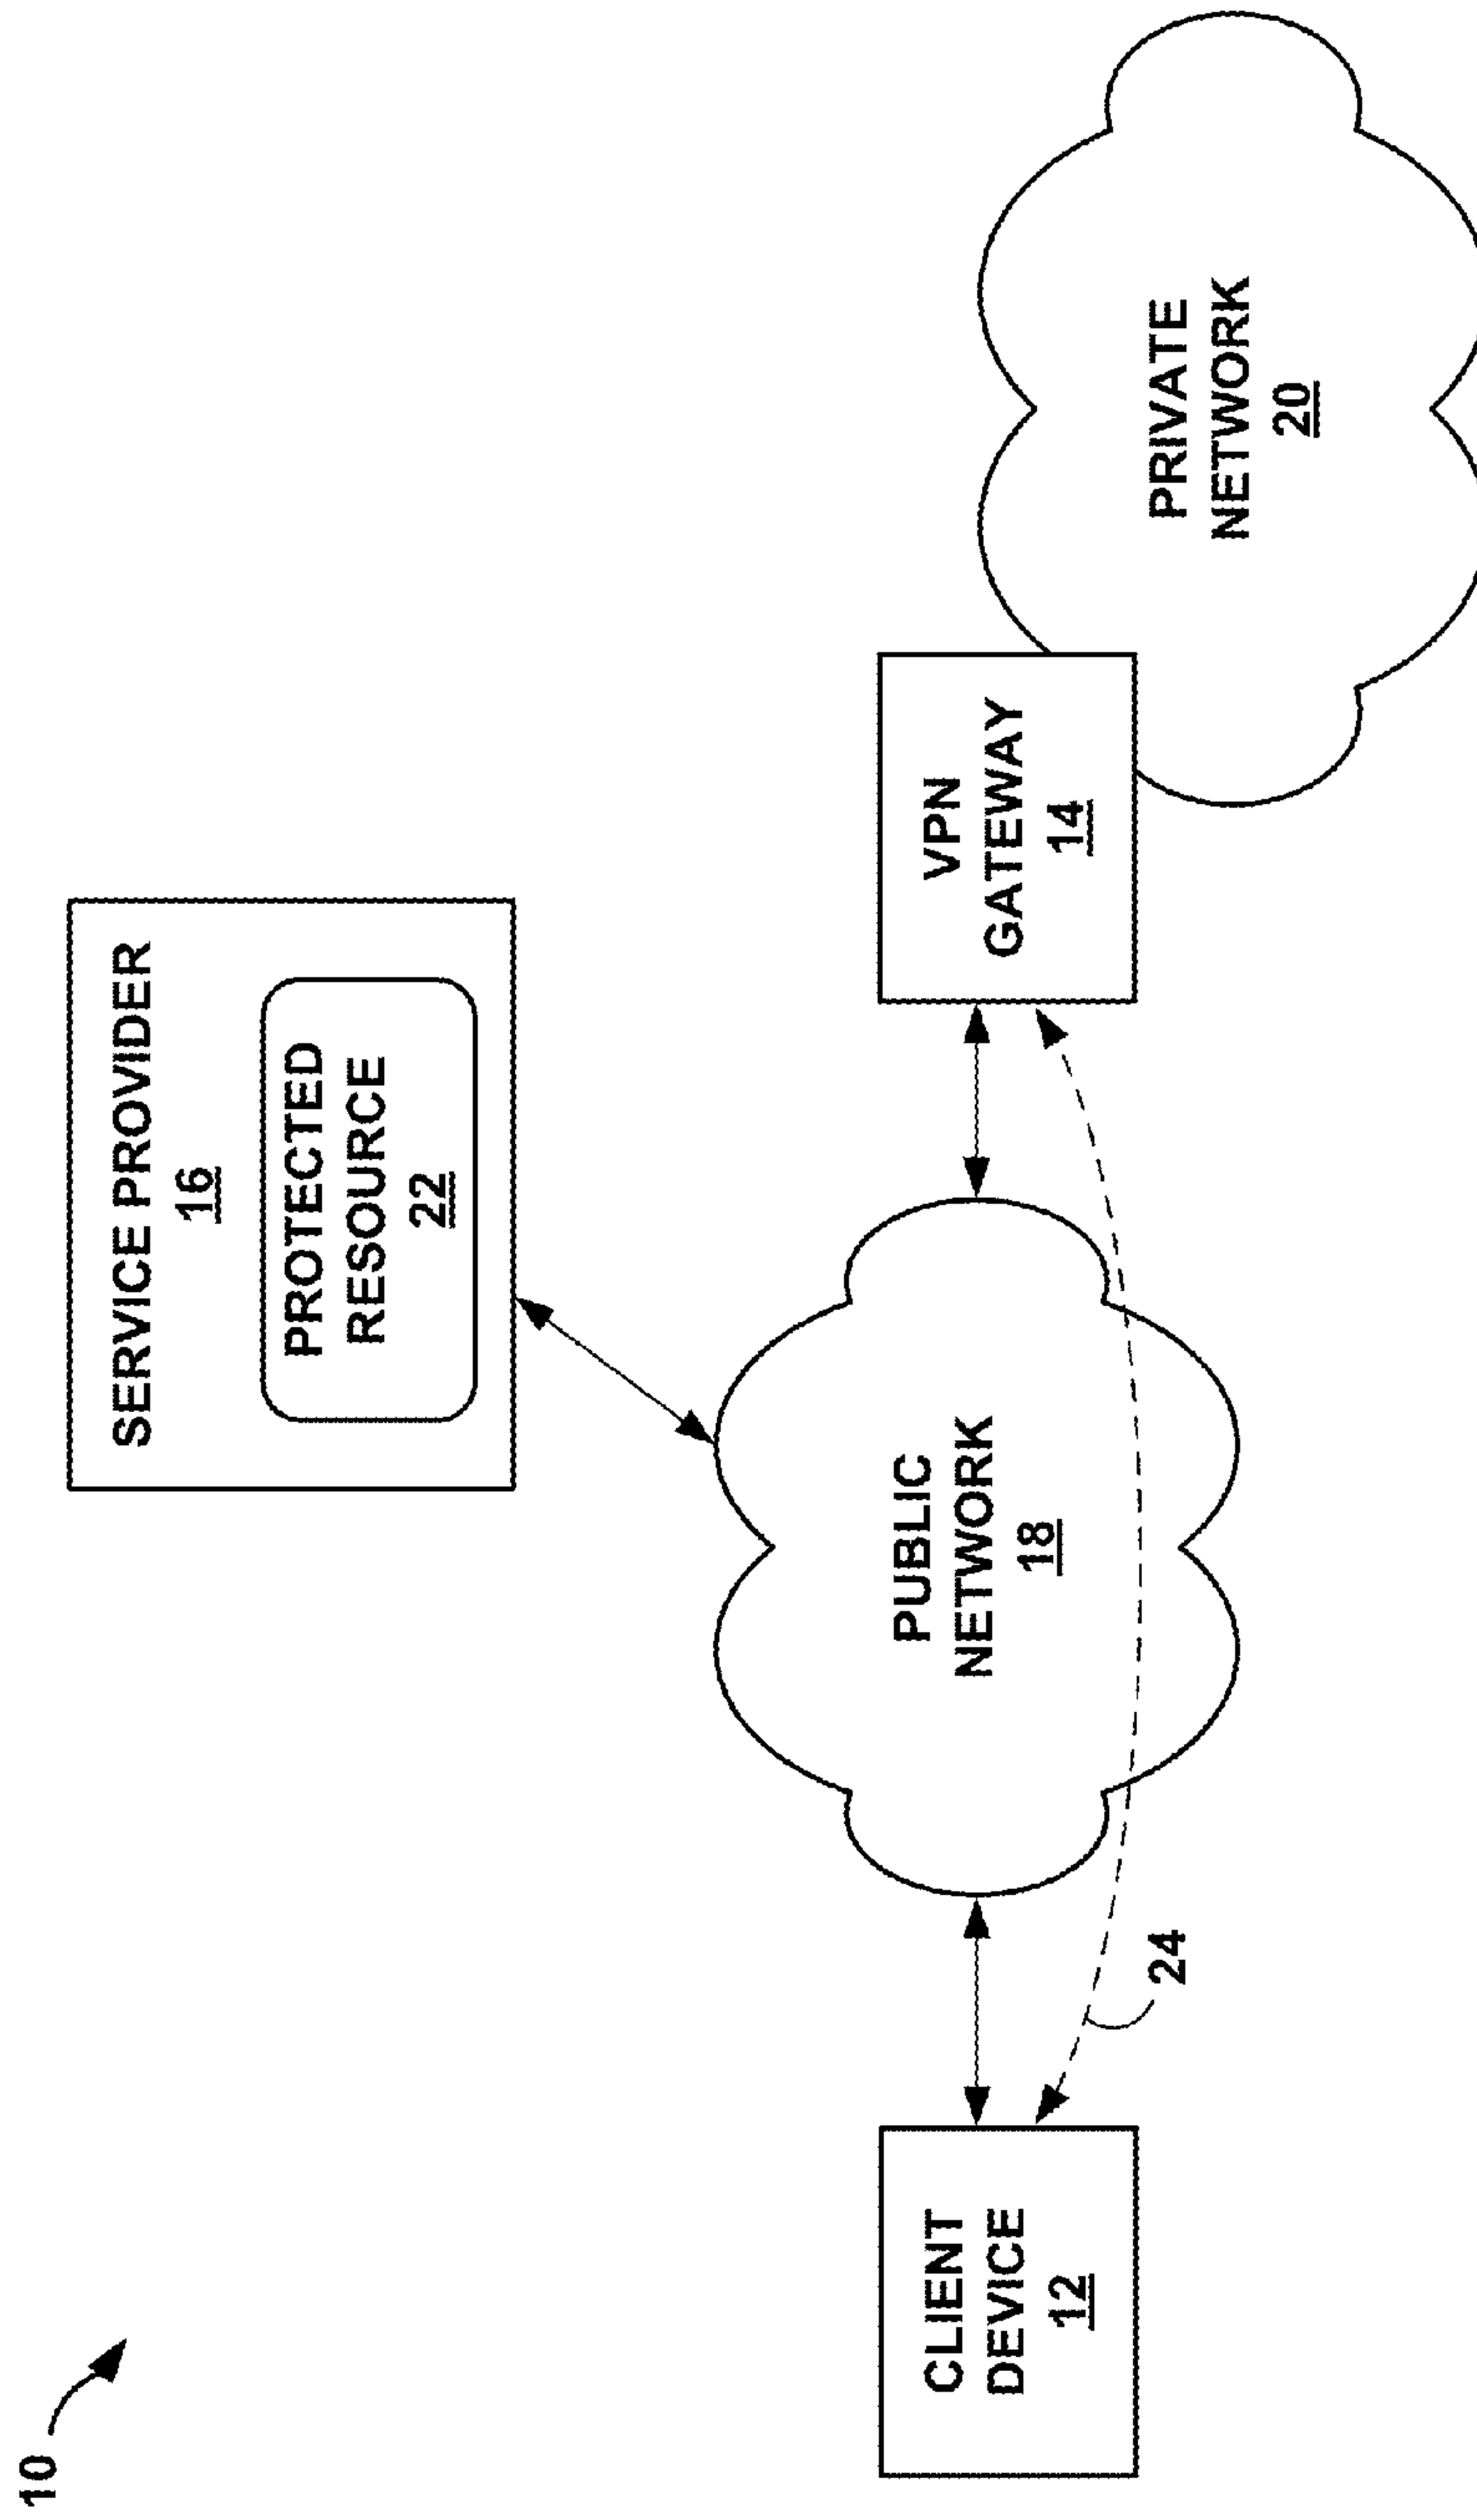 10
SERVICE PROVIDER
16
PROTECTED
RESOURCE
22
CLIENT
DEVICE
12
PUBLIC
NETWORK
18
VPN
GATEWAY
14
PRIVATE
NETWORK
20
24